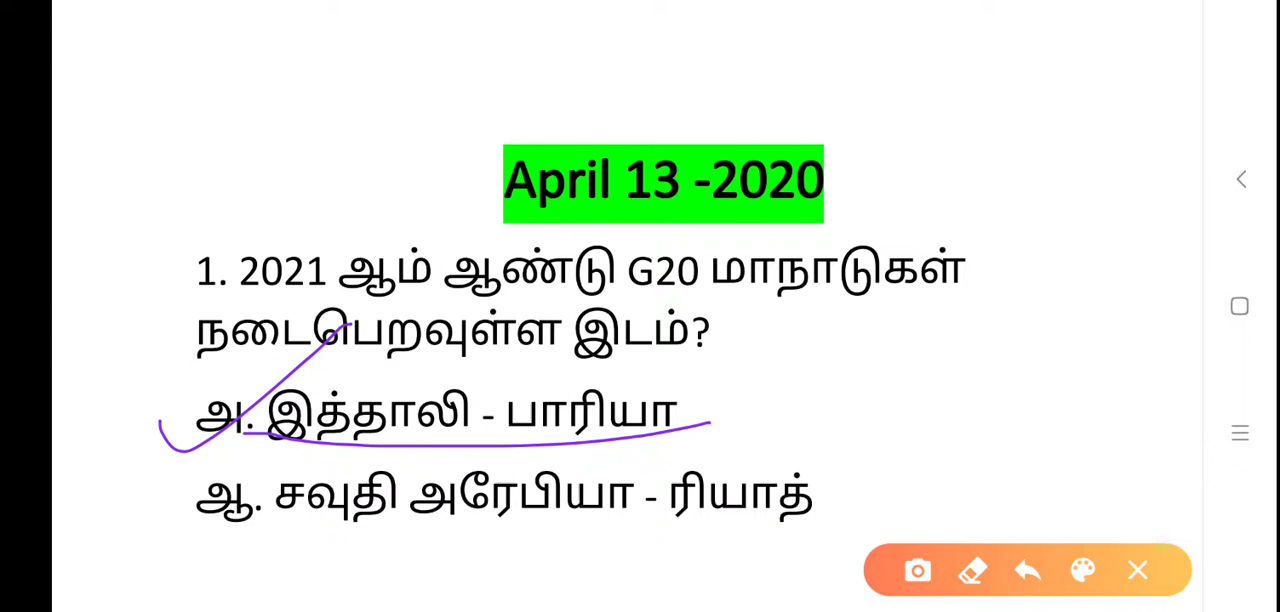 April 13 -2020
1. 2021 ஆம் ஆண்டு G20 மாநாடுகள்
நடைபெறவுள்ள இடம்?
அ. இத்தாலி - பாரியா
ஆ. சவுதி அரேபியா - ரியாத்